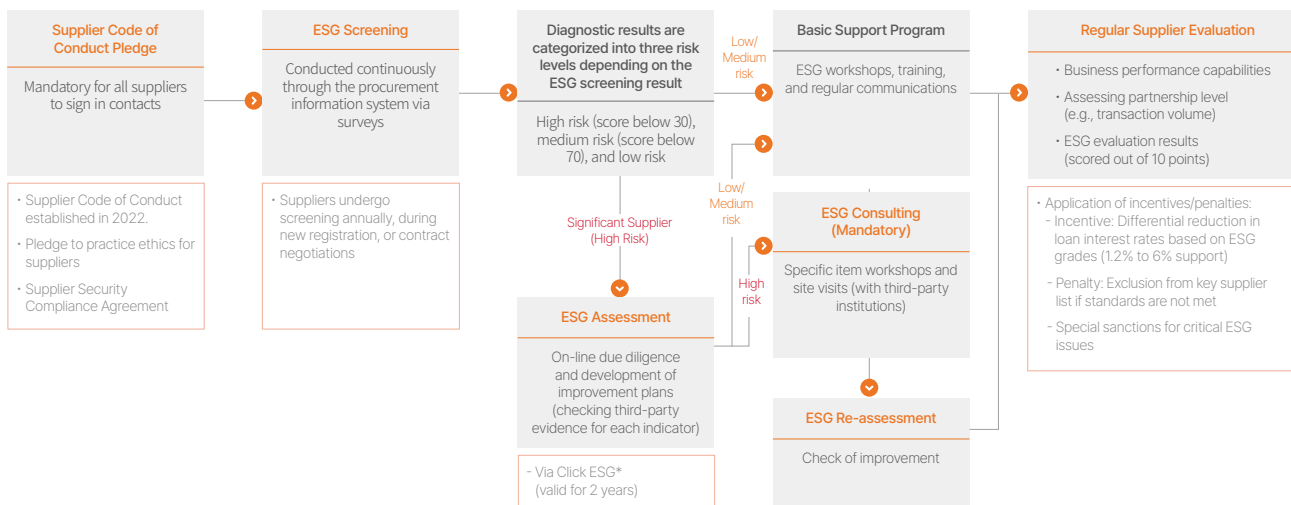 Supplier Code of
Conduct Pledge
Mandatory for all suppliers
to sign in contacts
· Supplier Code of Conduct
established in 2022.
· Pledge to practice ethics for
suppliers
· Supplier Security
Compliance Agreement
ESG Screening
Conducted continuously
through the procurement
information system via
surveys
· Suppliers undergo
screening annually, during
new registration, or contract
negotiations
Diagnostic results are
categorized into three risk
levels depending on the
ESG screening result
High risk (score below 30),
medium risk (score below
70), and low risk
Significant Supplier
(High Risk)
ESG Assessment
On-line due diligence
and development of
improvement plans
(checking third-party
evidence for each indicator)
- Via Click ESG*
(valid for 2 years)
Low/
Medium
risk
Low/
Medium
risk
High
risk
Basic Support Program
ESG workshops, training,
and regular communications
ESG Consulting
(Mandatory)
Specific item workshops and
site visits (with third-party
institutions)
ESG Re-assessment
Check of improvement
Regular Supplier Evaluation
· Business performance capabilities
· Assessing partnership level
(e.g., transaction volume)
· ESG evaluation results
(scored out of 10 points)
· Application of incentives/penalties:
- Incentive: Differential reduction in
loan interest rates based on ESG
grades (1.2% to 6% support)
- Penalty: Exclusion from key supplier
list if standards are not met
- Special sanctions for critical ESG
issues